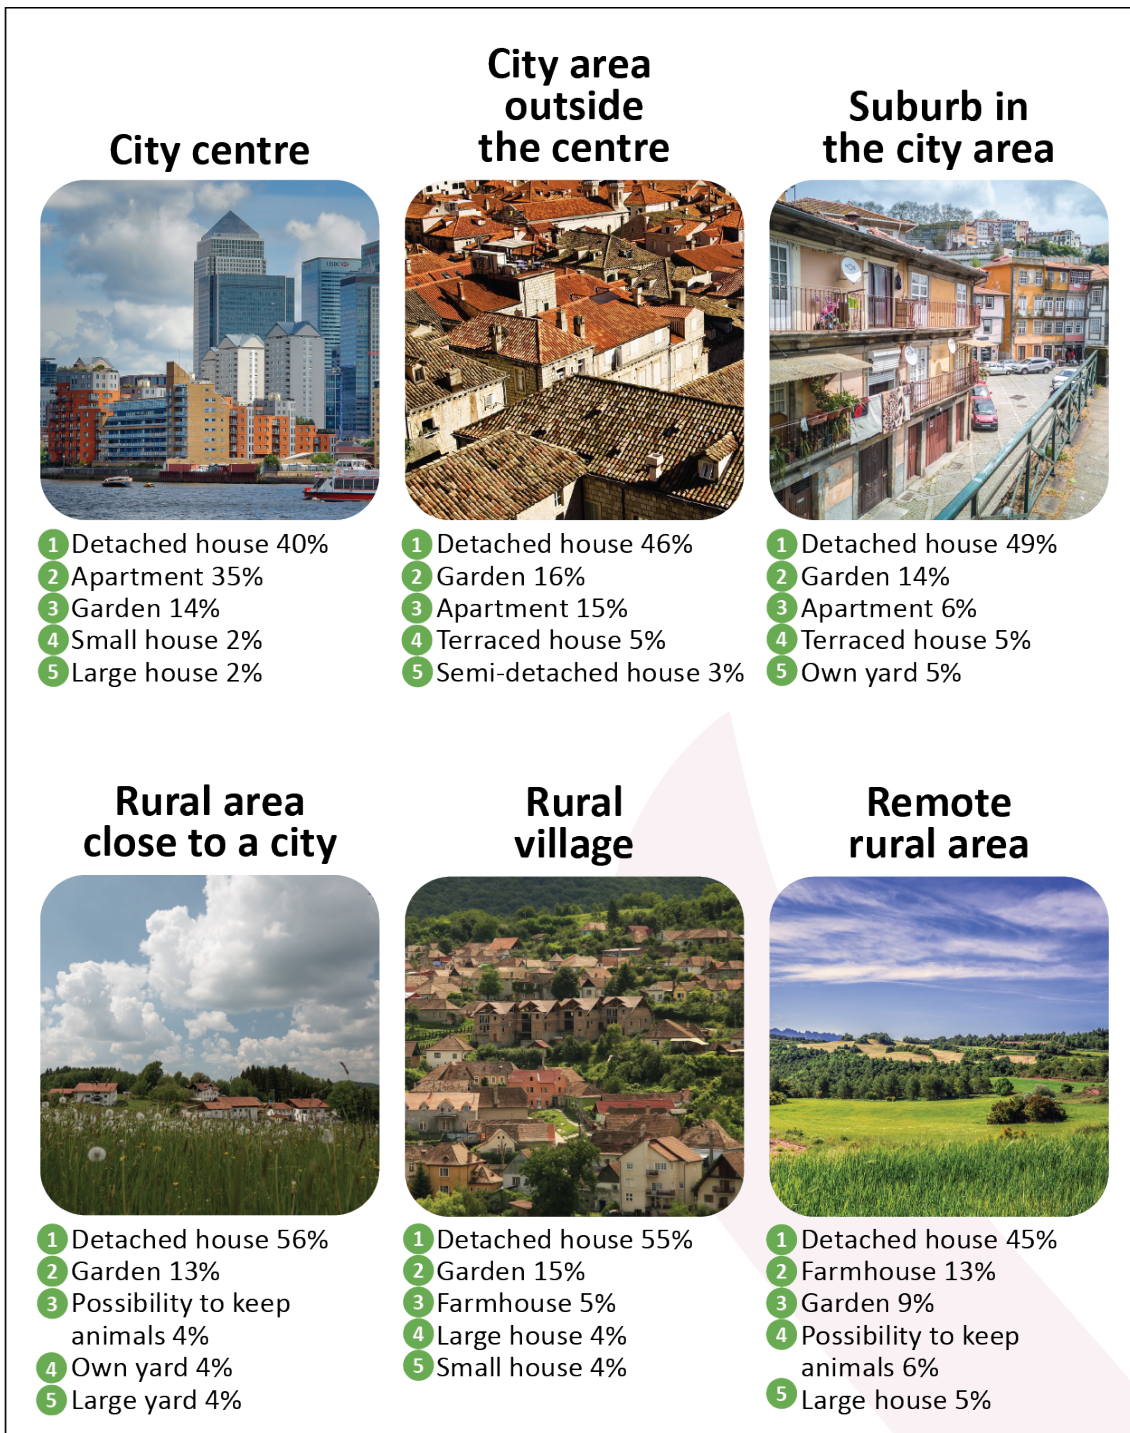 City centre
City area
outside
the centre
Suburb in
the city area
1 Detached house 40%
2 Apartment 35%
3 Garden 14%
4 Small house 2%
5 Large house 2%
1 Detached house 46%
2 Garden 16%
3 Apartment 15%
4 Terraced house 5%
5 Semi-detached house 3%
1 Detached house 49%
2 Garden 14%
3 Apartment 6%
4 Terraced house 5%
5 Own yard 5%
Rural area
close to a city
Rural
village
Remote
rural area
1 Detached house 56%
2 Garden 13%
3 Possibility to keep
animals 4%
4 Own yard 4%
5 Large yard 4%
1 Detached house 55%
2 Garden 15%
3 Farmhouse 5%
4 Large house 4%
5 Small house 4%
1 Detached house 45%
2 Farmhouse 13%
3 Garden 9%
4 Possibility to keep
animals 6%
5 Large house 5%